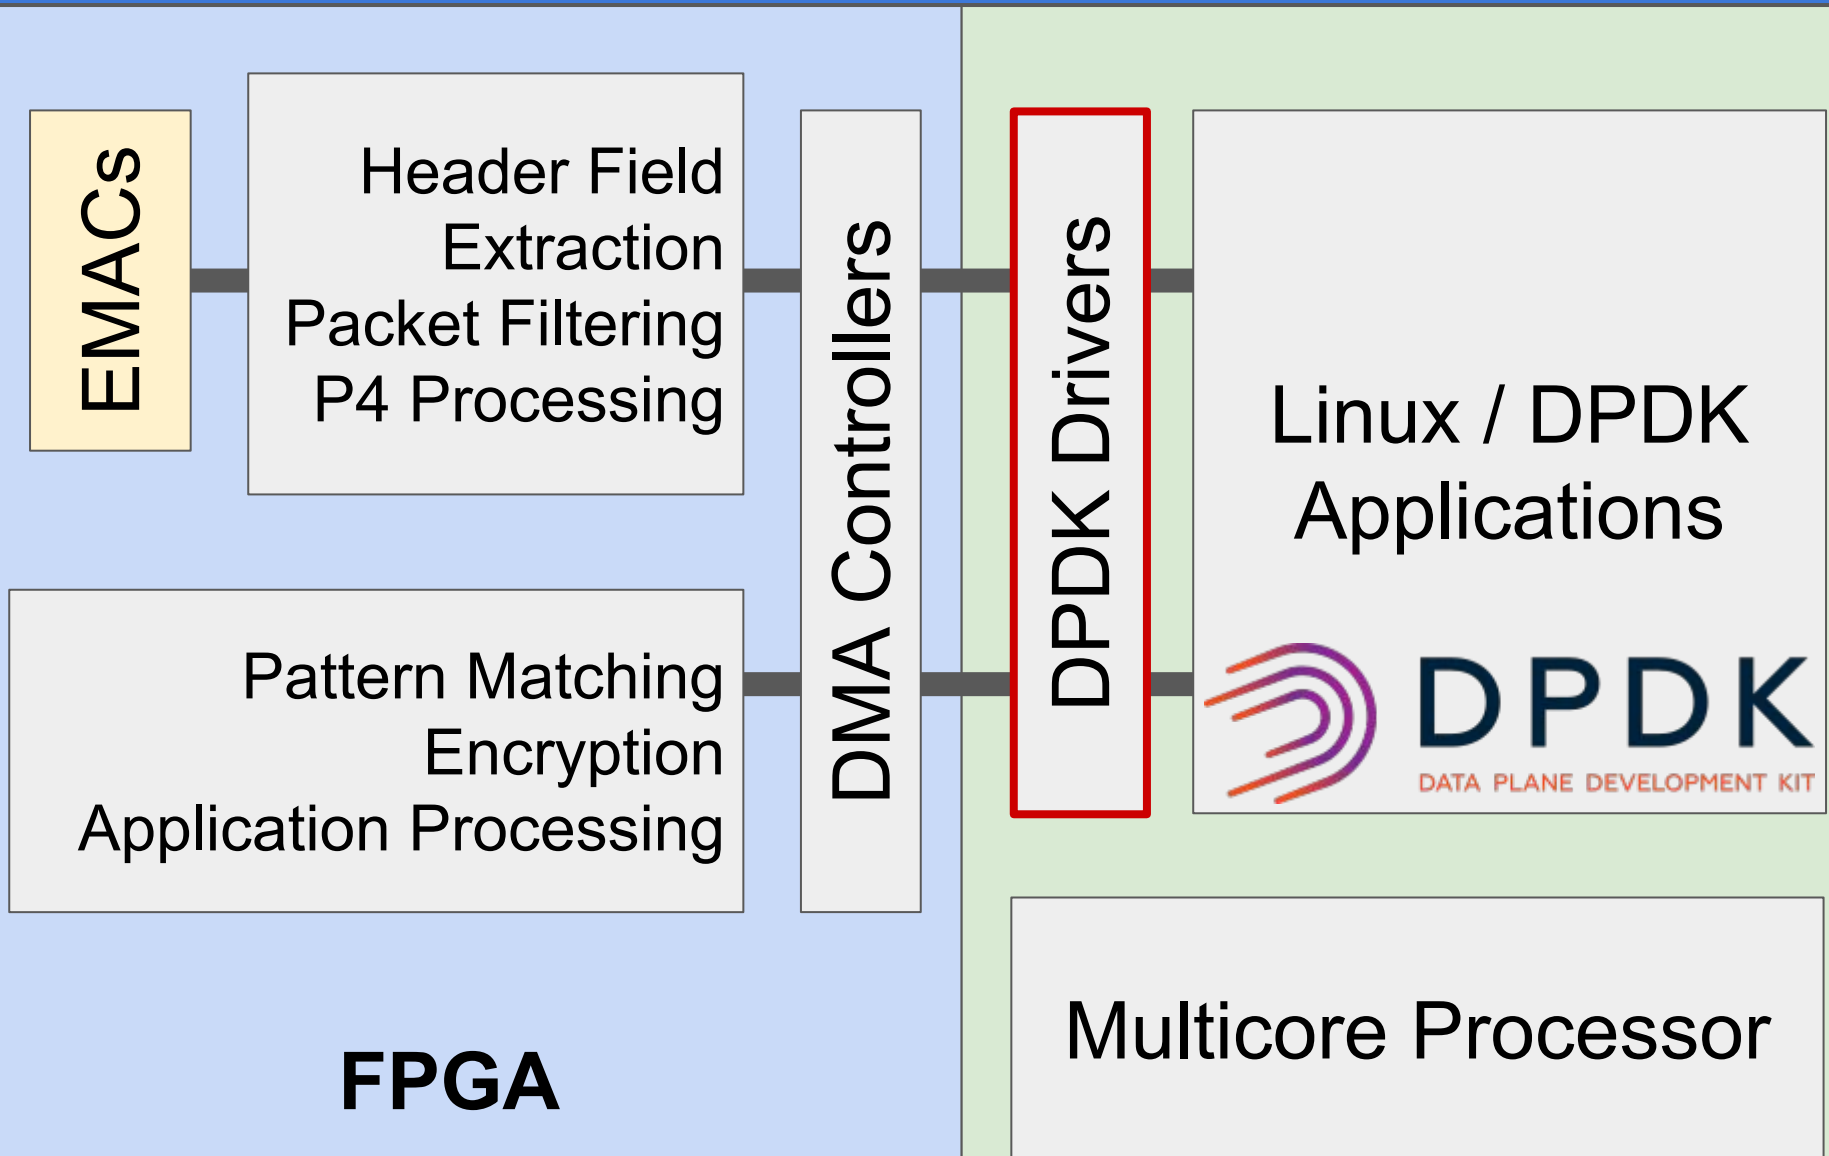 EMACs
Header Field
Extraction
Packet Filtering
P4 Processing
Pattern Matching
Encryption
Application Processing
DMA Controllers
FPGA
DPDK Drivers
Linux / DPDK
Applications
DPDK
DATA PLANE DEVELOPMENT KIT
Multicore Processor